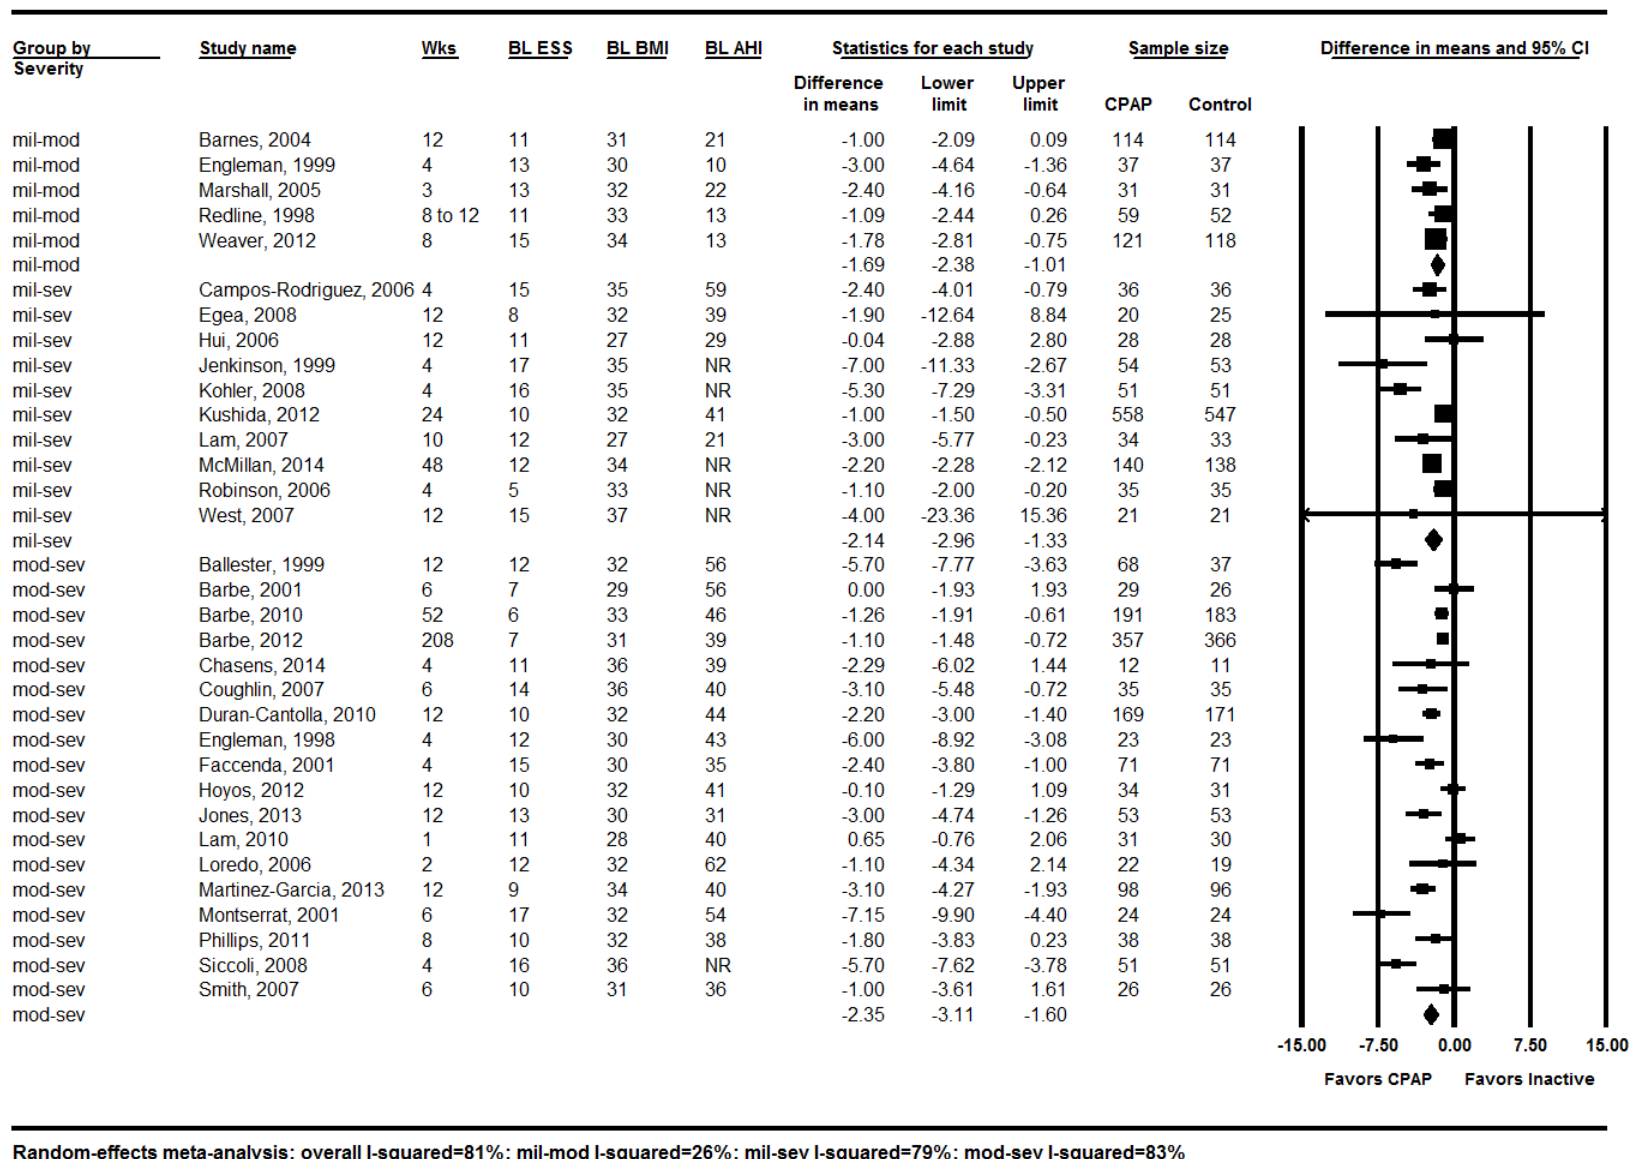 Group by Severity Study name Wks BL ESS BL BMI BL AHI Statistics for each study Sample size Difference in means and 95% CI
Difference in means Lower limit Upper limit CPAP Control
mil-mod Barnes, 2004 12 11 31 21 -1.00 -2.09 0.09 114 114
mil-mod Engleman, 1999 4 13 30 10 -3.00 -4.64 -1.36 37 37
mil-mod Marshall, 2005 3 13 32 22 -2.40 -4.16 -0.64 31 31
mil-mod Redline, 1998 8 to 12 11 33 13 -1.09 -2.44 0.26 59 52
mil-mod Weaver, 2012 8 15 34 13 -1.78 -2.81 -0.75 121 118
mil-mod -1.69 -2.38 -1.01
mil-sev Campos-Rodriguez, 2006 4 15 35 59 -2.40 -4.01 -0.79 36 36
mil-sev Egea, 2008 12 8 32 39 -1.90 -12.64 8.84 20 25
mil-sev Hui, 2006 12 11 27 29 -0.04 -2.88 2.80 28 28
mil-sev Jenkinson, 1999 4 17 35 NR -7.00 -11.33 -2.67 54 53
mil-sev Kohler, 2008 4 16 35 NR -5.30 -7.29 -3.31 51 51
mil-sev Kushida, 2012 24 10 32 41 -1.00 -1.50 -0.50 558 547
mil-sev Lam, 2007 10 12 27 21 -3.00 -5.77 -0.23 34 33
mil-sev McMillan, 2014 48 12 34 NR -2.20 -2.28 -2.12 140 138
mil-sev Robinson, 2006 4 5 33 NR -1.10 -2.00 -0.20 35 35
mil-sev West, 2007 12 15 37 NR -4.00 -23.36 15.36 21 21
mil-sev -2.14 -2.96 -1.33
mod-sev Ballester, 1999 12 12 32 56 -5.70 -7.77 -3.63 68 37
mod-sev Barbe, 2001 6 7 29 56 0.00 -1.93 1.93 29 26
mod-sev Barbe, 2010 52 6 33 46 -1.26 -1.91 -0.61 191 183
mod-sev Barbe, 2012 208 7 31 39 -1.10 -1.48 -0.72 357 366
mod-sev Chasens, 2014 4 11 36 39 -2.29 -6.02 1.44 12 11
mod-sev Coughlin, 2007 6 14 36 40 -3.10 -5.48 -0.72 35 35
mod-sev Duran-Cantolla, 2010 12 10 32 44 -2.20 -3.00 -1.40 169 171
mod-sev Engleman, 1998 4 12 30 43 -6.00 -8.92 -3.08 23 23
mod-sev Faccenda, 2001 4 15 30 35 -2.40 -3.80 -1.00 71 71
mod-sev Hoyos, 2012 12 10 32 41 -0.10 -1.29 1.09 34 31
mod-sev Jones, 2013 12 13 30 31 -3.00 -4.74 -1.26 53 53
mod-sev Lam, 2010 1 11 28 40 0.65 -0.76 2.06 31 30
mod-sev Loredo, 2006 2 12 32 62 -1.10 -4.34 2.14 22 19
mod-sev Martinez-Garcia, 2013 12 9 34 40 -3.10 -4.27 -1.93 98 96
mod-sev Montserrat, 2001 6 17 32 54 -7.15 -9.90 -4.40 24 24
mod-sev Phillips, 2011 8 10 32 38 -1.80 -3.83 0.23 38 38
mod-sev Siccoli, 2008 4 16 36 NR -5.70 -7.62 -3.78 51 51
mod-sev Smith, 2007 6 10 31 36 -1.00 -3.61 1.61 26 26
mod-sev -2.35 -3.11 -1.60
-15.00 -7.50 0.00 7.50 15.00
Favors CPAP Favors Inactive
Random-effects meta-analysis: overall I-squared=81%; mil-mod I-squared=26%; mil-sev I-squared=79%; mod-sev I-squared=83%